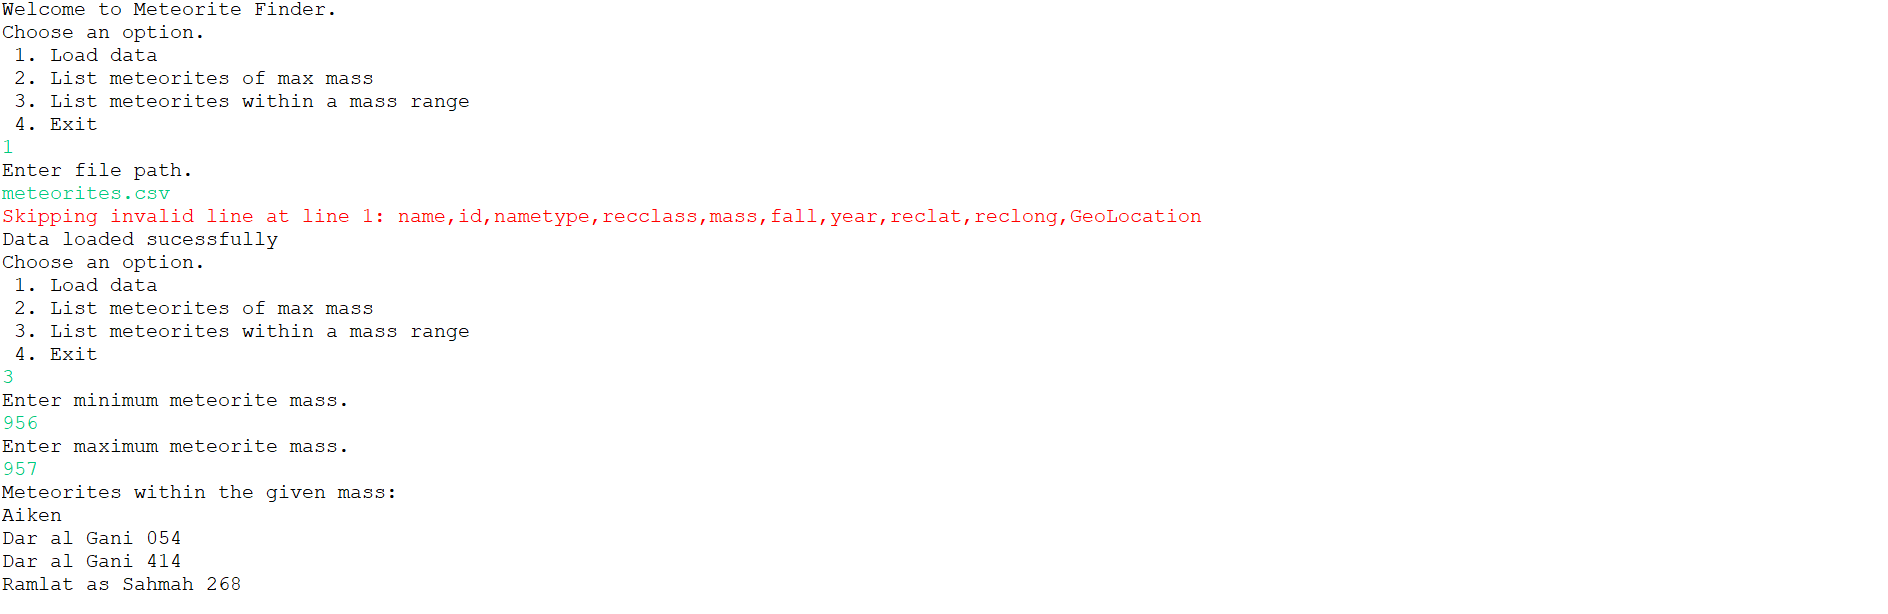 Welcome to Meteorite Finder.
Choose an option.
 1. Load data
 2. List meteorites of max mass
 3. List meteorites within a mass range
 4. Exit
1
Enter file path.
meteorites.csv
Skipping invalid line at line 1: name,id,nametype,recclass,mass,fall,year,reclat,reclong,GeoLocation
Data loaded sucessfully
Choose an option.
 1. Load data
 2. List meteorites of max mass
 3. List meteorites within a mass range
 4. Exit
3
Enter minimum meteorite mass.
956
Enter maximum meteorite mass.
957
Meteorites within the given mass:
Aiken
Dar al Gani 054
Dar al Gani 414
Ramlat as Sahmah 268